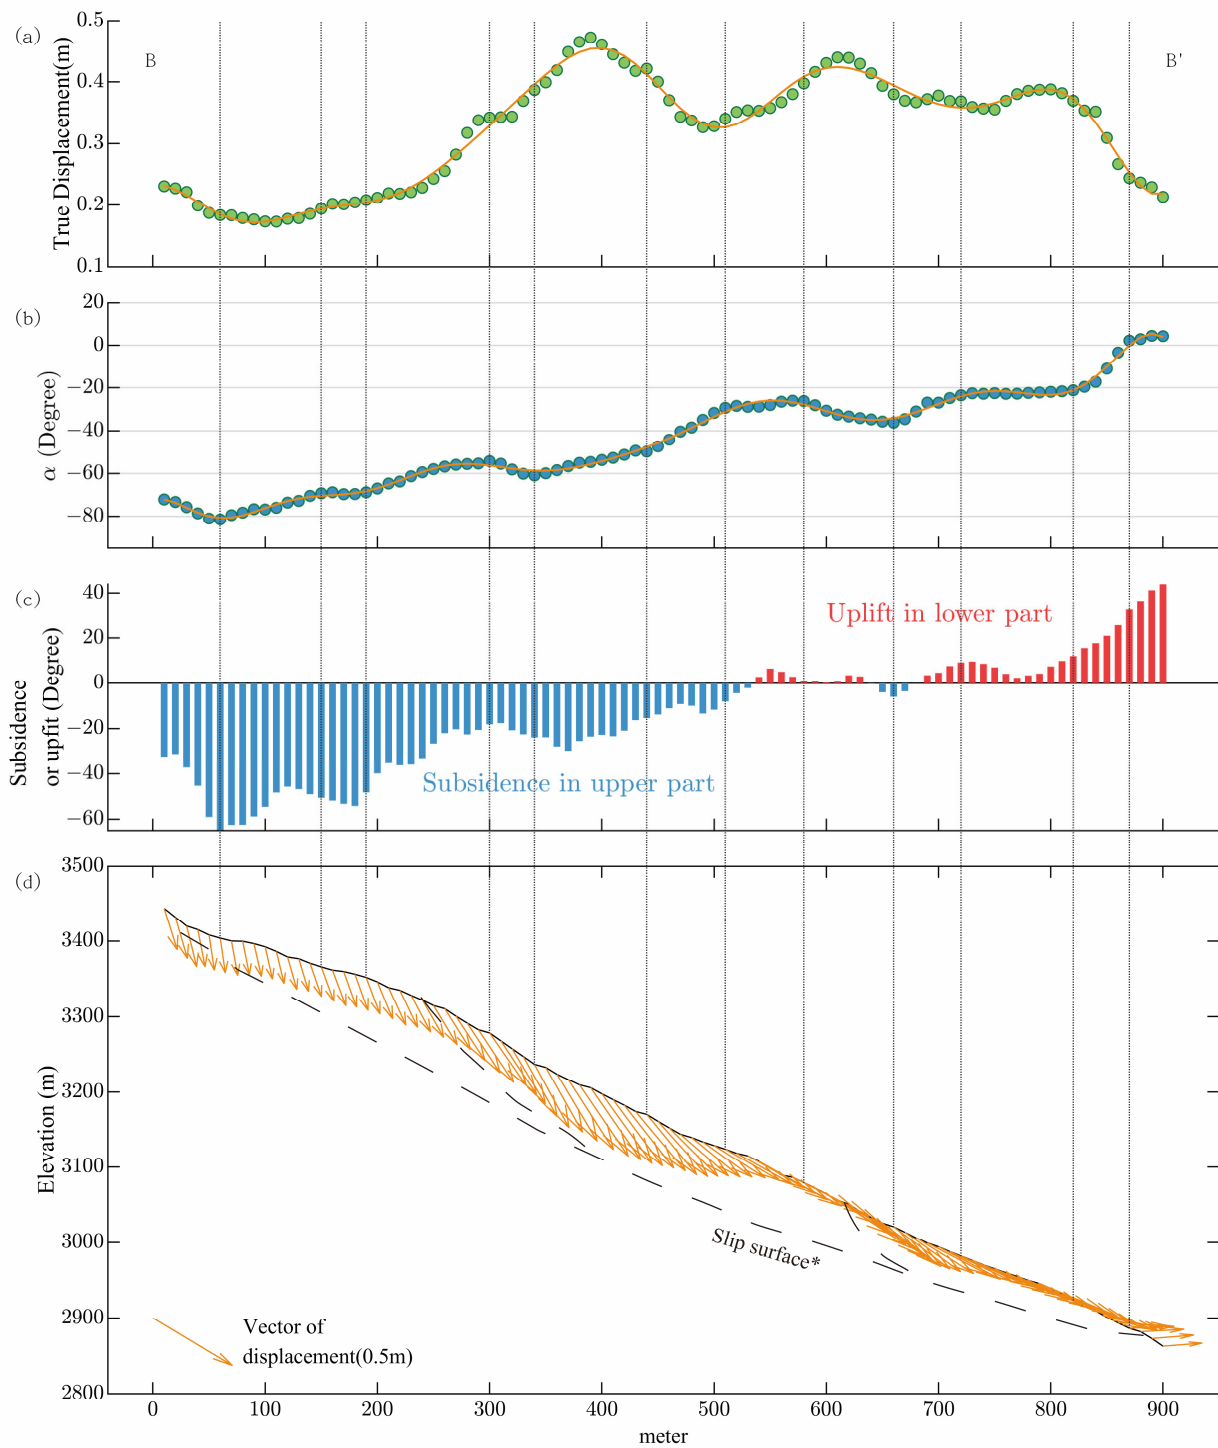 (a)
True Displacement(m)
0.5
0.4
0.3
0.2
0.1
B
B'
(b)
α (Degree)
20
0
−20
−40
−60
−80
(c)
Subsidence
or upfit (Degree)
40
20
0
−20
−40
−60
Uplift in lower part
Subsidence in upper part
(d)
Elevation (m)
3500
3400
3300
3200
3100
3000
2900
2800
Slip surface*
Vector of
displacement(0.5m)
0 100 200 300 400 500 600 700 800 900
meter